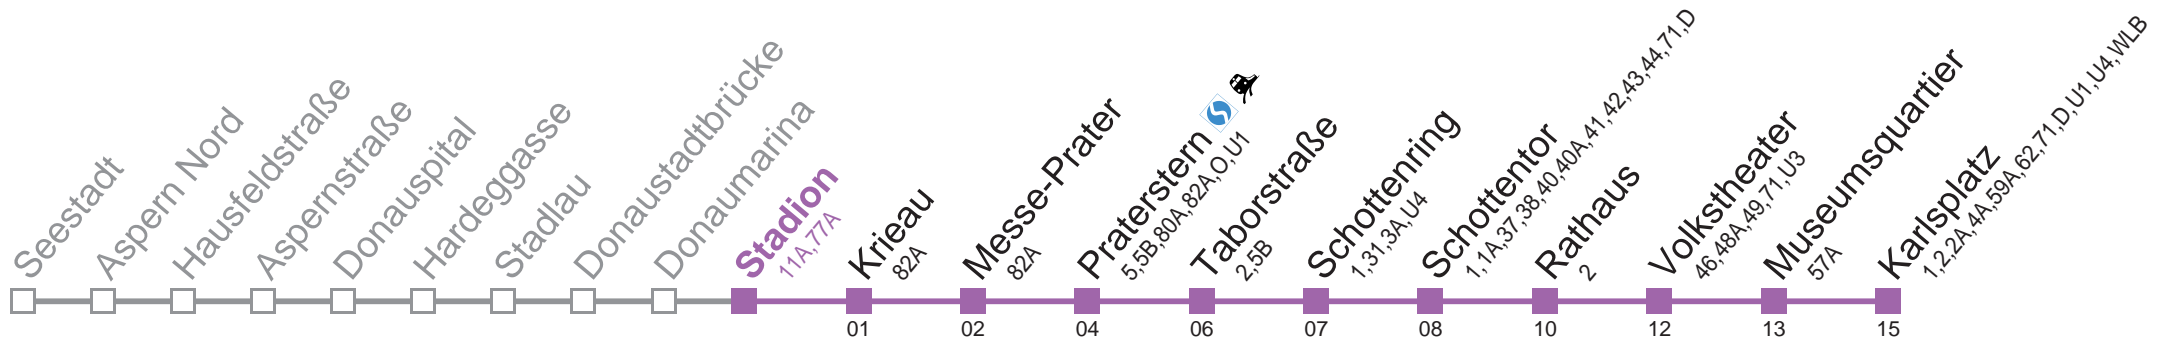 Seestadt
Aspern Nord
Hausfeldstraße
Aspernstraße
Donauspital
Hardeggasse
Stadlau
Donaustadtbrücke
Donaumarina
Stadion
11A,77A
Krieau
82A
01
Messe-Prater
82A
02
Praterstern
5,5B,80A,82A,O,U1
04
Taborstraße
2,5B
06
Schottenring
1,31,3A,U4
07
Schottentor
1,1A,37,38,40,40A,41,42,43,44,71,D
08
Rathaus
2
10
Volkstheater
46,48A,49,71,U3
12
Museumsquartier
57A
13
Karlsplatz
1,2,2A,4A,59A,62,71,D,U1,U4,WLB
15